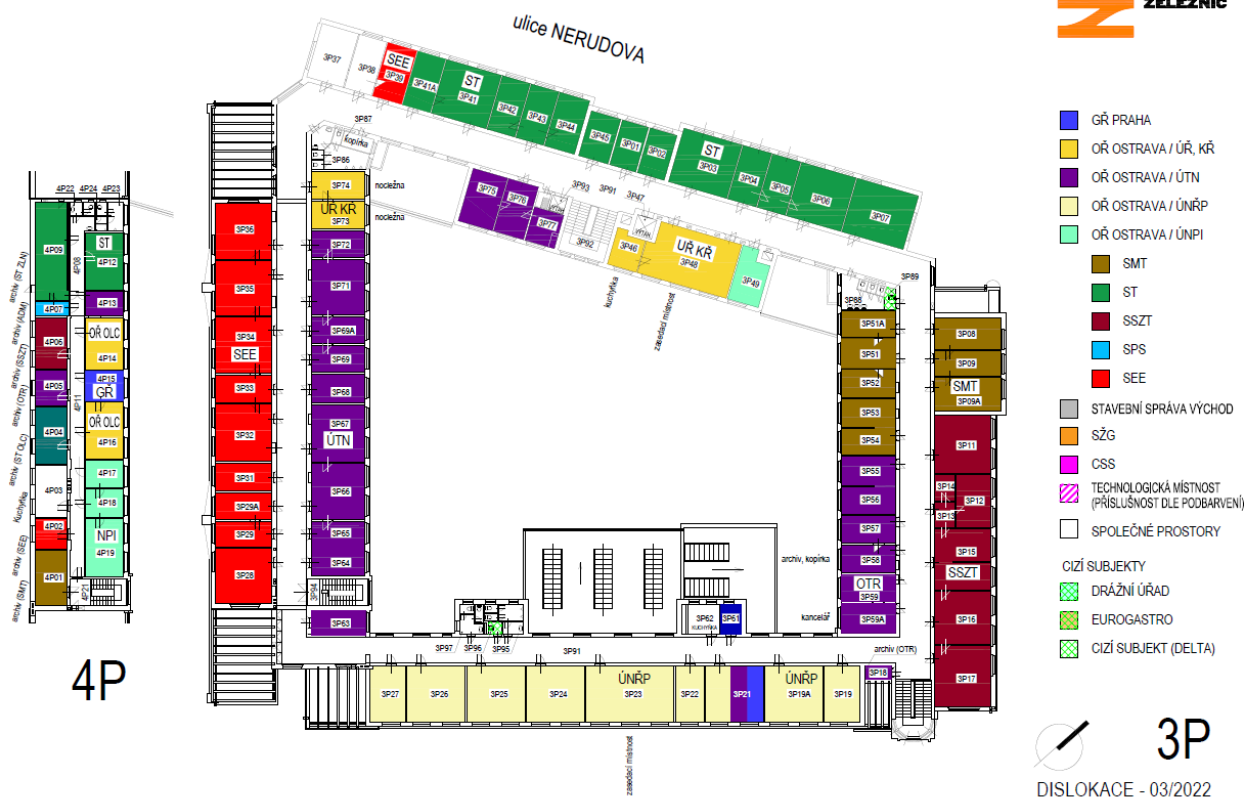 ŽELEZNIC
ulice NERUDOVA
3P37
3P38
SEE
3P39
3P41A
ST
3P41
3P42
3P43
3P44
3P45
3P01
3P02
ST
3P03
3P04
3P05
3P06
3P07
3P87
kopírka
3P86
3P74
nociežna
ÚŘ KŘ
3P73
nociežna
3P72
3P71
3P69A
3P69
3P68
3P67
ÚTN
3P66
3P65
3P64
3P94
3P63
3P75
3P76
3P77
3P93
3P91
3P47
3P92
3P46
ÚŘ KŘ
3P48
3P49
kuchyňka
zasedací místnost
3P36
3P35
3P34
SEE
3P33
3P32
3P31
3P29A
3P29
3P28
3P89
3P88
3P51A
3P51
3P52
3P53
3P54
3P55
3P56
3P57
3P58
archiv, kopírka
OTR
3P59
kancelář
3P59A
archiv (OTR)
3P18
3P08
3P09
SMT
3P09A
3P11
3P14
3P12
3P13
3P15
SSZT
3P16
3P17
3P97
3P96
3P95
3P91
3P62
KUCHYŇKA
3P61
3P27
3P26
3P25
3P24
ÚNŘP
3P23
3P22
3P21
ÚNŘP
3P19A
3P19
zasedací místnost
4P22
4P24
4P23
4P09
4P08
ST
4P12
4P07
4P13
4P06
OŘ OLC
4P14
4P05
4P11
4P15
GŘ
4P04
OŘ OLC
4P16
4P03
4P17
4P18
4P02
NPI
4P19
4P01
4P21
archiv (ST ZLN)
archiv (ADM)
archiv (SSZT)
archiv (OTR)
archiv (ST OLC)
Kuchyňka
archiv (SEE)
archiv (SMT)
4P
GŘ PRAHA
OŘ OSTRAVA / ÚŘ, KŘ
OŘ OSTRAVA / ÚTN
OŘ OSTRAVA / ÚNŘP
OŘ OSTRAVA / ÚNPI
SMT
ST
SSZT
SPS
SEE
STAVEBNÍ SPRÁVA VÝCHOD
SŽG
CSS
TECHNOLOGICKÁ MÍSTNOST
(PŘÍSLUŠNOST DLE PODBARVENÍ)
SPOLEČNÉ PROSTORY
CIZÍ SUBJEKTY
DRÁŽNÍ ÚŘAD
EUROGASTRO
CIZÍ SUBJEKT (DELTA)
3P
DISLOKACE - 03/2022